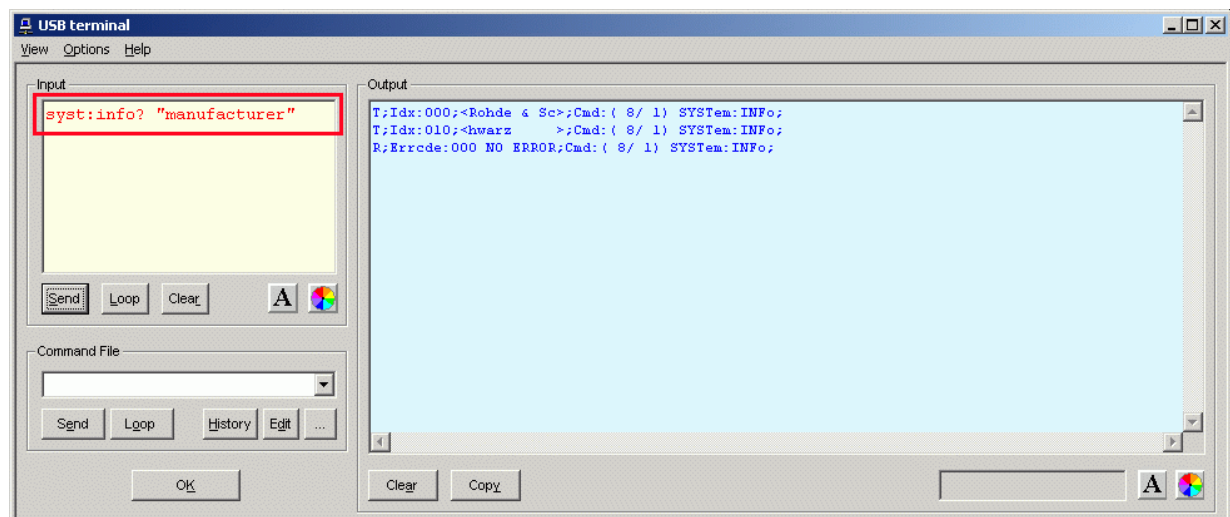 USB terminal
View Options Help
Input
syst:info? "manufacturer"
Send Loop Clear A
Command File
Send Loop History Edit ...
OK
Output
T;Idx:000;<Rohde & Sc>;Cmd:( 8/ 1) SYSTem:INFo;
T;Idx:010;<hwarz     >;Cmd:( 8/ 1) SYSTem:INFo;
R;Errcde:000 NO ERROR;Cmd:( 8/ 1) SYSTem:INFo;
Clear Copy A